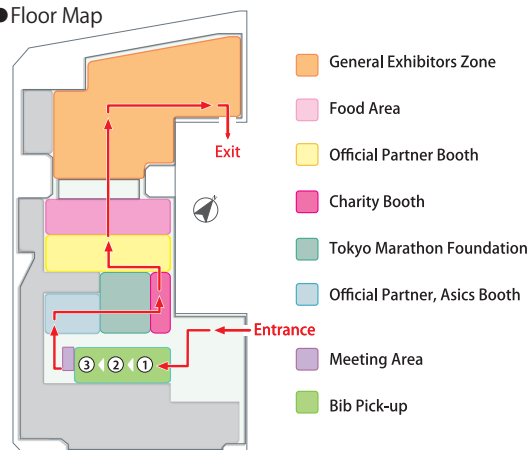 ●Floor Map
General Exhibitors Zone
Food Area
Exit
Official Partner Booth
Charity Booth
Tokyo Marathon Foundation
Official Partner, Asics Booth
Entrance
Meeting Area
③ ② ①
Bib Pick-up